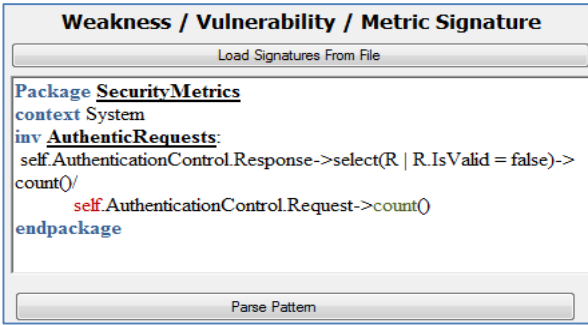 Weakness / Vulnerability / Metric Signature
Load Signatures From File
Package SecurityMetrics
context System
inv AuthenticRequests:
self.AuthenticationControl.Response->select(R | R.IsValid = false)->
count()/
self.AuthenticationControl.Request->count()
endpackage
Parse Pattern